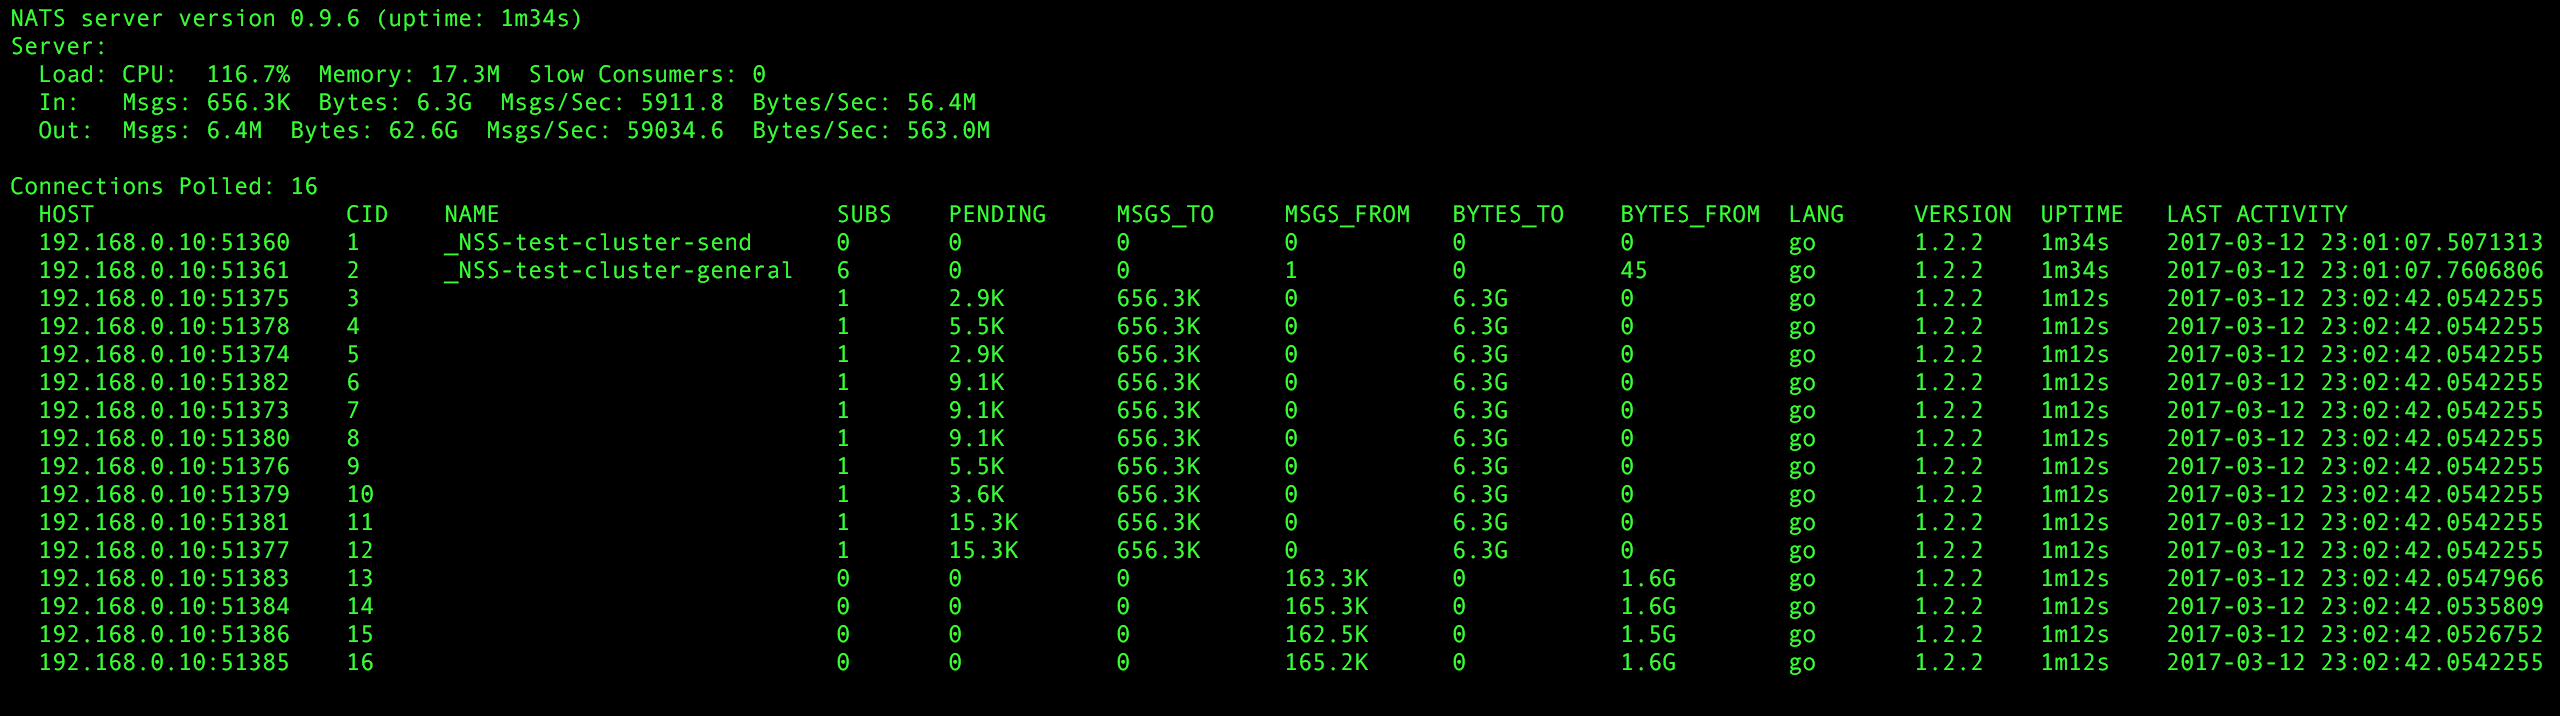 NATS server version 0.9.6 (uptime: 1m34s)
Server:
  Load: CPU:  116.7%  Memory: 17.3M  Slow Consumers: 0
  In:   Msgs: 656.3K  Bytes: 6.3G  Msgs/Sec: 5911.8  Bytes/Sec: 56.4M
  Out:  Msgs: 6.4M  Bytes: 62.6G  Msgs/Sec: 59034.6  Bytes/Sec: 563.0M

Connections Polled: 16
  HOST                  CID    NAME                        SUBS    PENDING     MSGS_TO     MSGS_FROM   BYTES_TO    BYTES_FROM  LANG     VERSION  UPTIME   LAST ACTIVITY
  192.168.0.10:51360    1      _NSS-test-cluster-send      0       0           0           0           0           0           go       1.2.2    1m34s    2017-03-12 23:01:07.5071313
  192.168.0.10:51361    2      _NSS-test-cluster-general   6       0           0           1           0           45          go       1.2.2    1m34s    2017-03-12 23:01:07.7606806
  192.168.0.10:51375    3                                  1       2.9K        656.3K      0           6.3G        0           go       1.2.2    1m12s    2017-03-12 23:02:42.0542255
  192.168.0.10:51378    4                                  1       5.5K        656.3K      0           6.3G        0           go       1.2.2    1m12s    2017-03-12 23:02:42.0542255
  192.168.0.10:51374    5                                  1       2.9K        656.3K      0           6.3G        0           go       1.2.2    1m12s    2017-03-12 23:02:42.0542255
  192.168.0.10:51382    6                                  1       9.1K        656.3K      0           6.3G        0           go       1.2.2    1m12s    2017-03-12 23:02:42.0542255
  192.168.0.10:51373    7                                  1       9.1K        656.3K      0           6.3G        0           go       1.2.2    1m12s    2017-03-12 23:02:42.0542255
  192.168.0.10:51380    8                                  1       9.1K        656.3K      0           6.3G        0           go       1.2.2    1m12s    2017-03-12 23:02:42.0542255
  192.168.0.10:51376    9                                  1       5.5K        656.3K      0           6.3G        0           go       1.2.2    1m12s    2017-03-12 23:02:42.0542255
  192.168.0.10:51379    10                                 1       3.6K        656.3K      0           6.3G        0           go       1.2.2    1m12s    2017-03-12 23:02:42.0542255
  192.168.0.10:51381    11                                 1       15.3K       656.3K      0           6.3G        0           go       1.2.2    1m12s    2017-03-12 23:02:42.0542255
  192.168.0.10:51377    12                                 1       15.3K       656.3K      0           6.3G        0           go       1.2.2    1m12s    2017-03-12 23:02:42.0542255
  192.168.0.10:51383    13                                 0       0           0           163.3K      0           1.6G        go       1.2.2    1m12s    2017-03-12 23:02:42.0547966
  192.168.0.10:51384    14                                 0       0           0           165.3K      0           1.6G        go       1.2.2    1m12s    2017-03-12 23:02:42.0535809
  192.168.0.10:51386    15                                 0       0           0           162.5K      0           1.5G        go       1.2.2    1m12s    2017-03-12 23:02:42.0526752
  192.168.0.10:51385    16                                 0       0           0           165.2K      0           1.6G        go       1.2.2    1m12s    2017-03-12 23:02:42.0542255